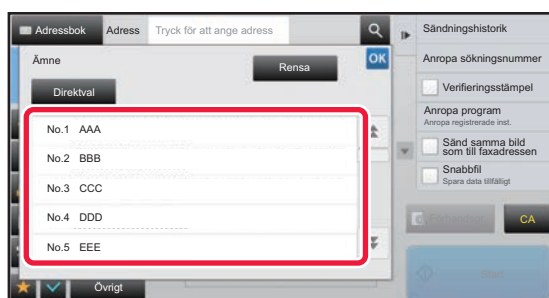 Adressbok
Adress
Tryck för att ange adress
Ämne
Rensa
OK
Direktval
No.1 AAA
No.2 BBB
No.3 CCC
No.4 DDD
No.5 EEE
Övrigt
Sändningshistorik
Anropa sökningsnummer
Verifieringsstämpel
Anropa program
Anropa registrerade inst.
Sänd samma bild
som till faxadressen
Snabbfil
Spara data tillfälligt
CA
Start